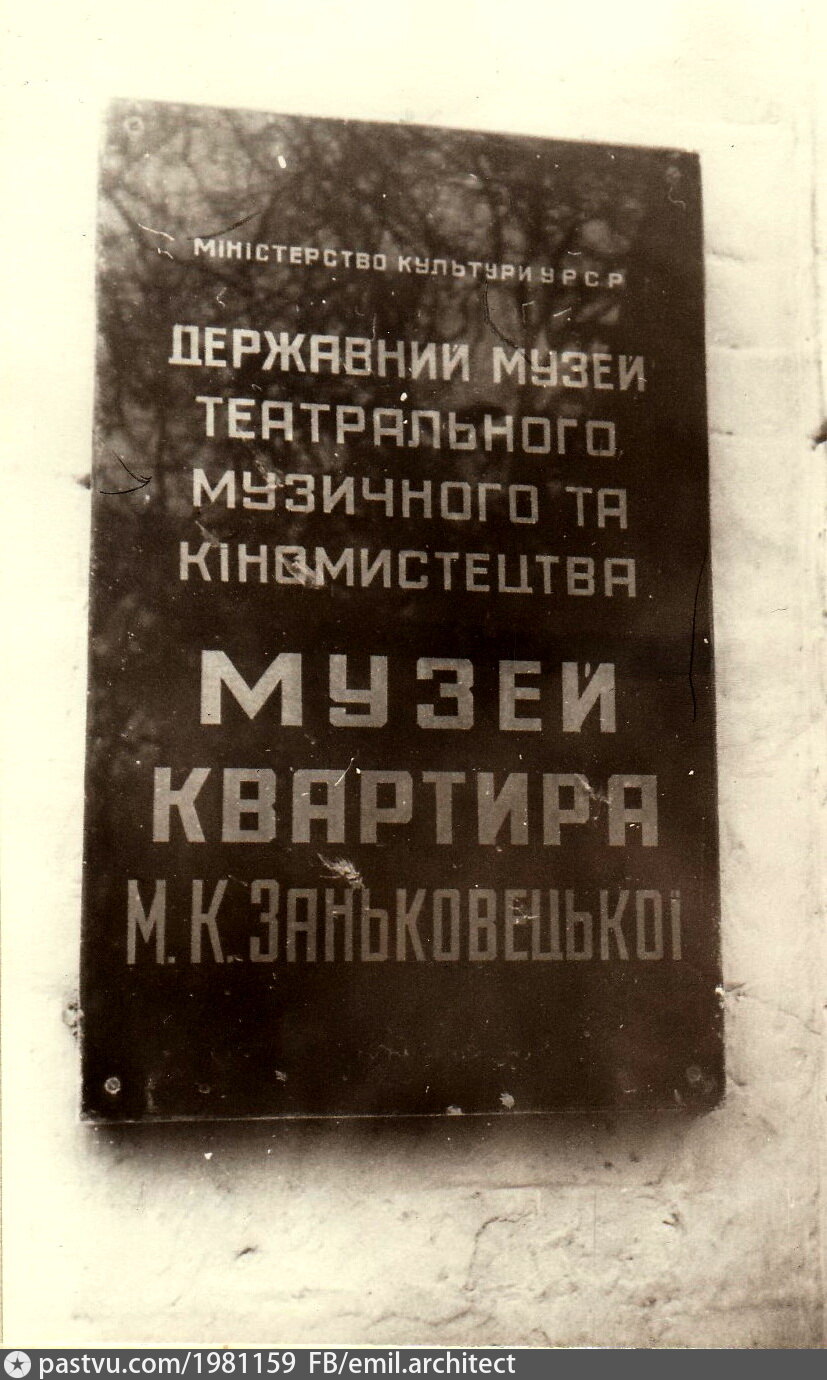 МІНІСТЕРСТВО КУЛЬТУРИ УРСР
ДЕРЖАВНИЙ МУЗЕЙ
ТЕАТРАЛЬНОГО,
МУЗИЧНОГО ТА
КІНОМИСТЕЦТВА
МУЗЕЙ
КВАРТИРА
М.К.ЗАНЬКОВЕЦЬКОЇ
pastvu.com/1981159 FB/emil.architect